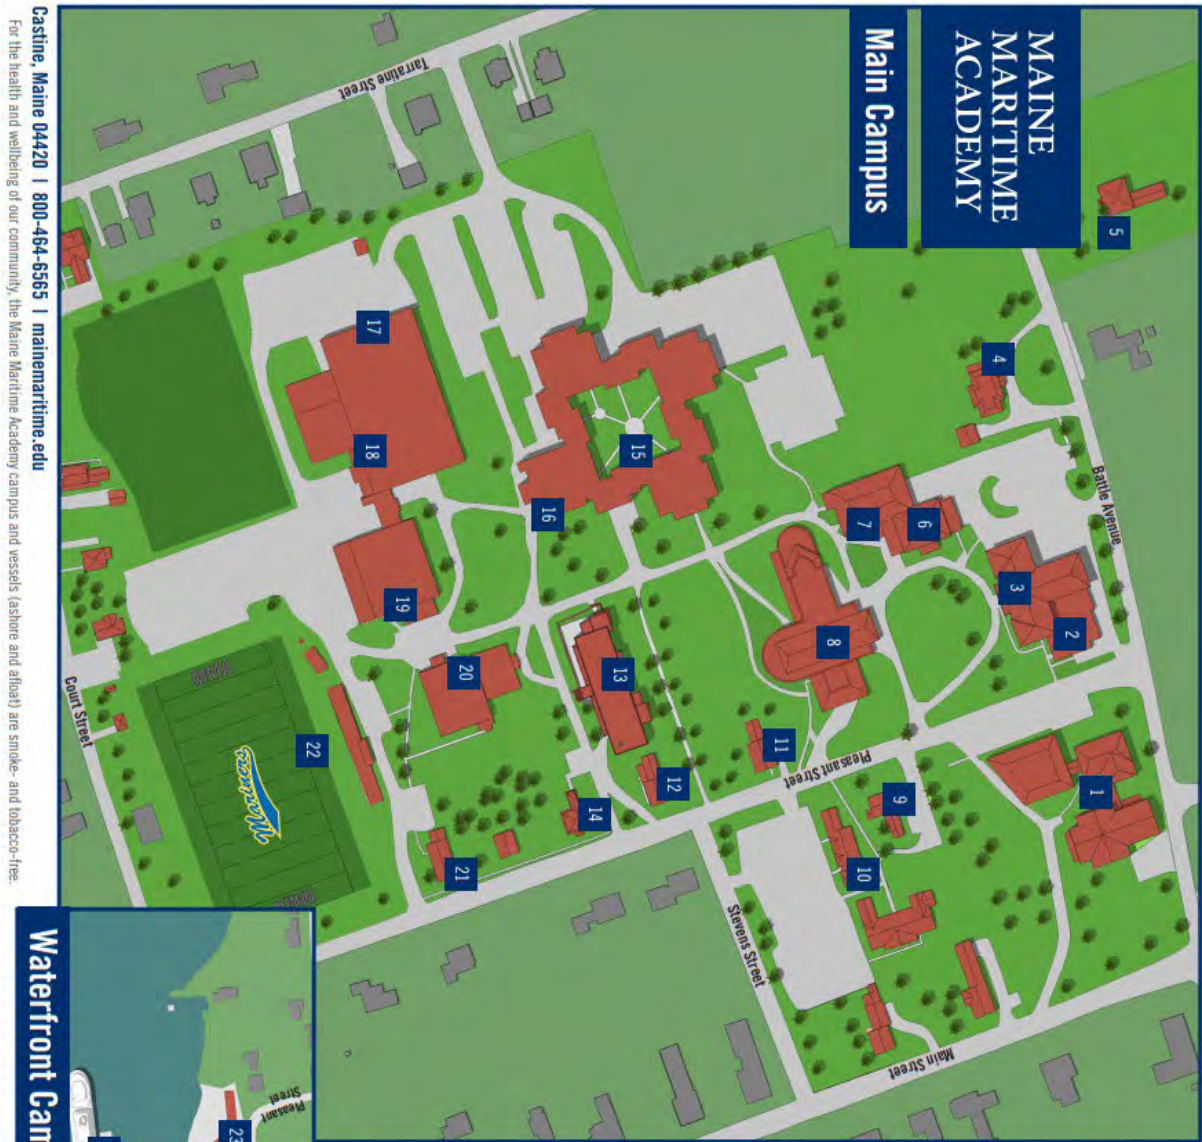 MAINE
MARITIME
ACADEMY
Main Campus
Battle Avenue
Tarratine Street
Pleasant Street
Stevens Street
Main Street
Court Street
1
2
3
4
5
6
7
8
9
10
11
12
13
14
15
16
17
18
19
20
21
22
MMA
Mariners
Waterfront Cam
Pleasant
Street
23
Castine, Maine 04420 | 800-464-6565 | mainemaritime.edu
For the health and wellbeing of our community, the Maine Maritime Academy campus and vessels (ashore and afloat) are smoke- and tobacco-free.